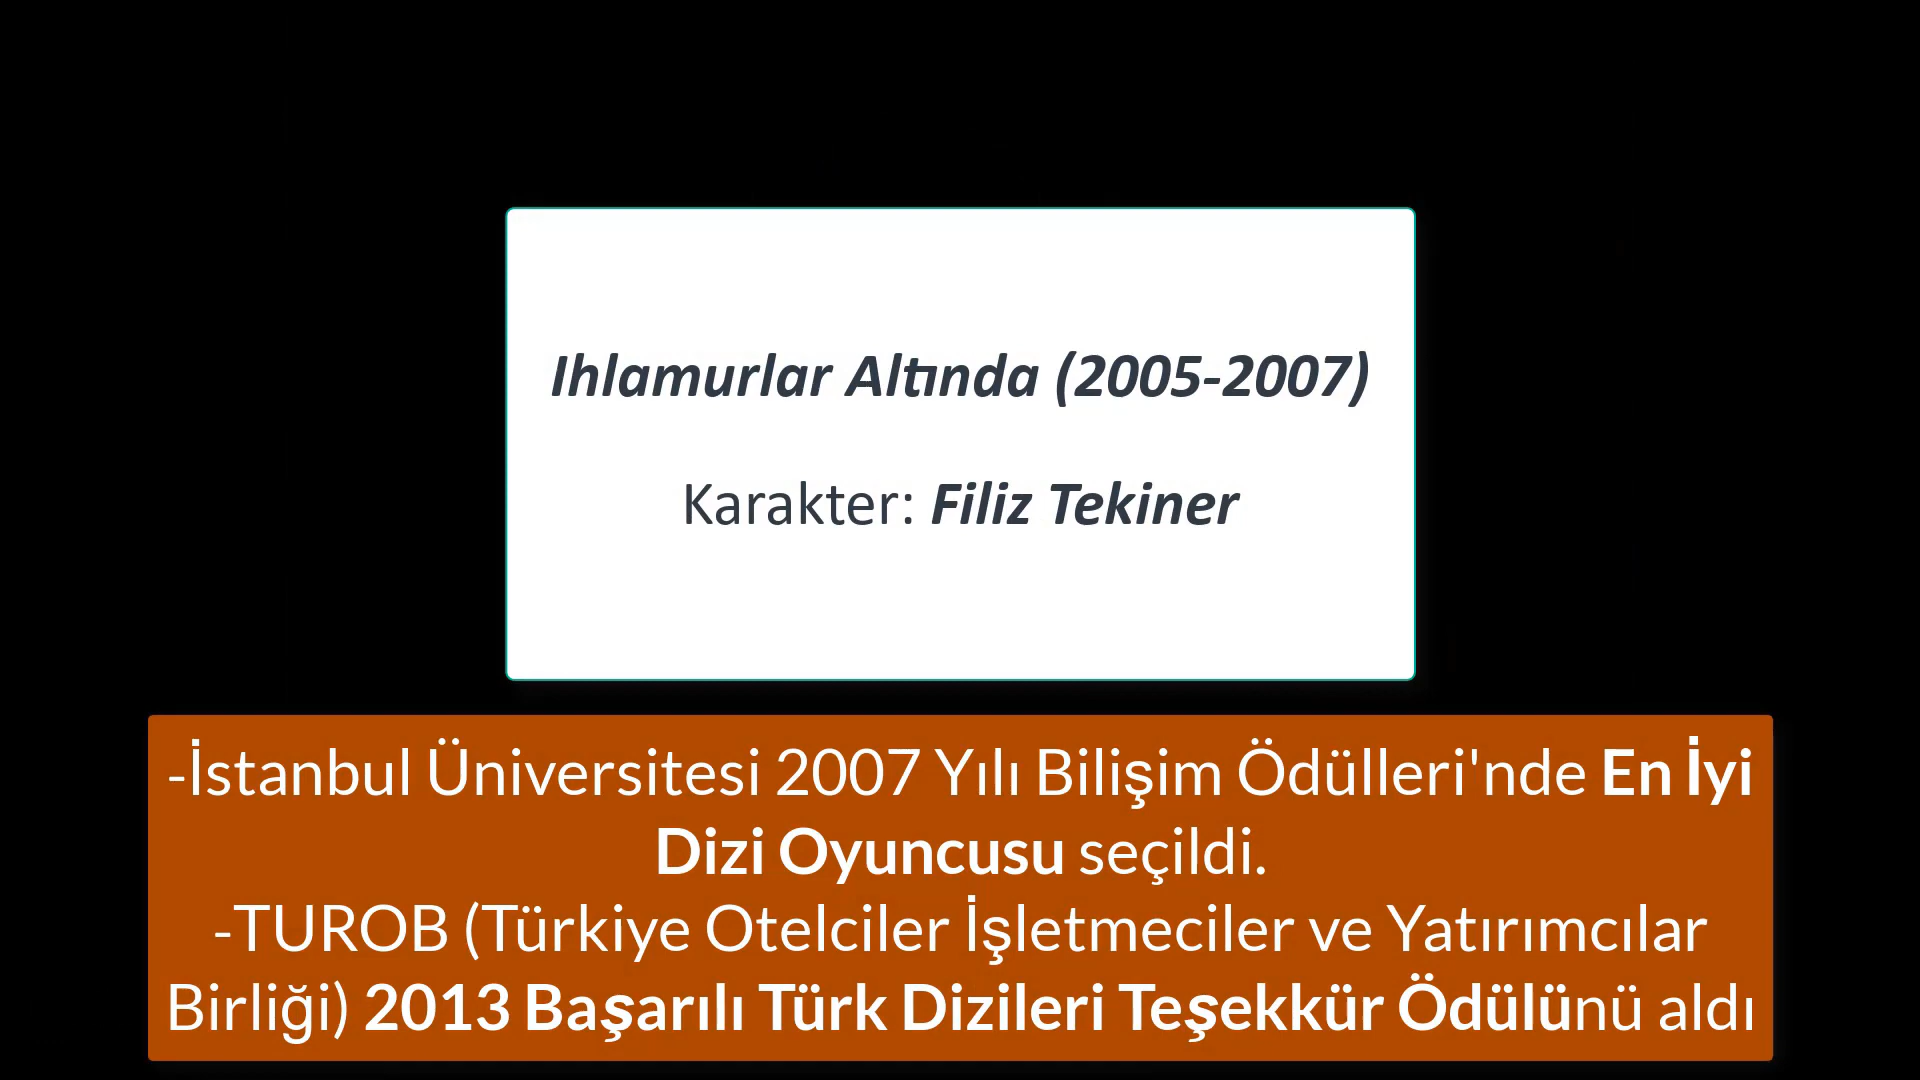 Ihlamurlar Altında (2005-2007)
Karakter: Filiz Tekiner
-İstanbul Üniversitesi 2007 Yılı Bilişim Ödülleri'nde En İyi
Dizi Oyuncusu seçildi.
-TUROB (Türkiye Otelciler İşletmeciler ve Yatırımcılar
Birliği) 2013 Başarılı Türk Dizileri Teşekkür Ödülünü aldı